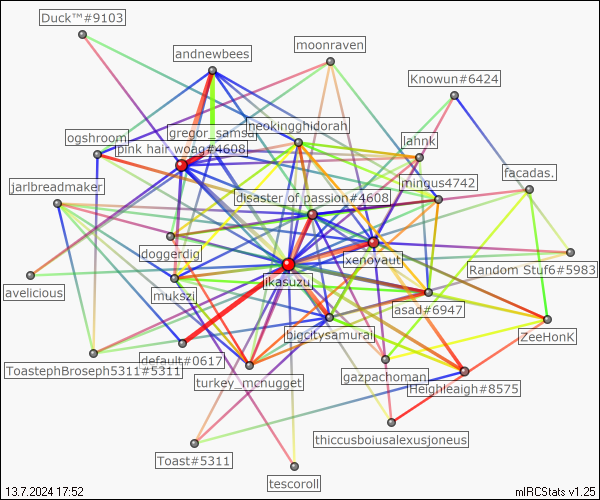 Duck™#9103
moonraven
andnewbees
Knowun#6424
gregor_samsa
neokingghidorah
ogshroom
pink hair woag#4608
lahnk
facadas.
jarlbreadmaker
mingus4742
disaster of passion#4608
doggerdig
xenoyaut
Random Stuf6#5983
ikasuzu
avelicious
mukszi
asad#6947
bigcitysamurai
ZeeHonK
default#0617
ToastephBroseph5311#5311
turkey_mcnugget
gazpachoman
Heighleaigh#8575
thiccusboiusalexusjoneus
Toast#5311
tescoroll
13.7.2024 17:52
mIRCStats v1.25